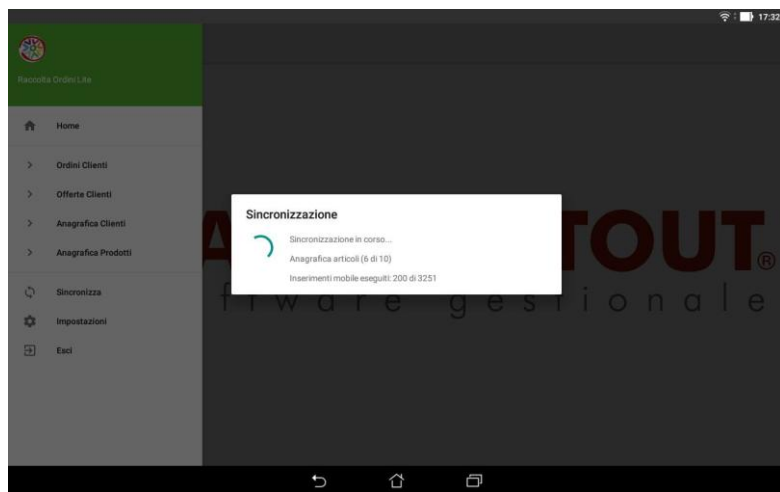 17:32
Raccolta Ordini Lite
Home
Ordini Clienti
Offerte Clienti
Anagrafica Clienti
Anagrafica Prodotti
Sincronizza
Impostazioni
Esci
Sincronizzazione
Sincronizzazione in corso...
Anagrafica articoli (6 di 10)
Inserimenti mobile eseguiti: 200 di 3251
TOUT®
ftware gestionale